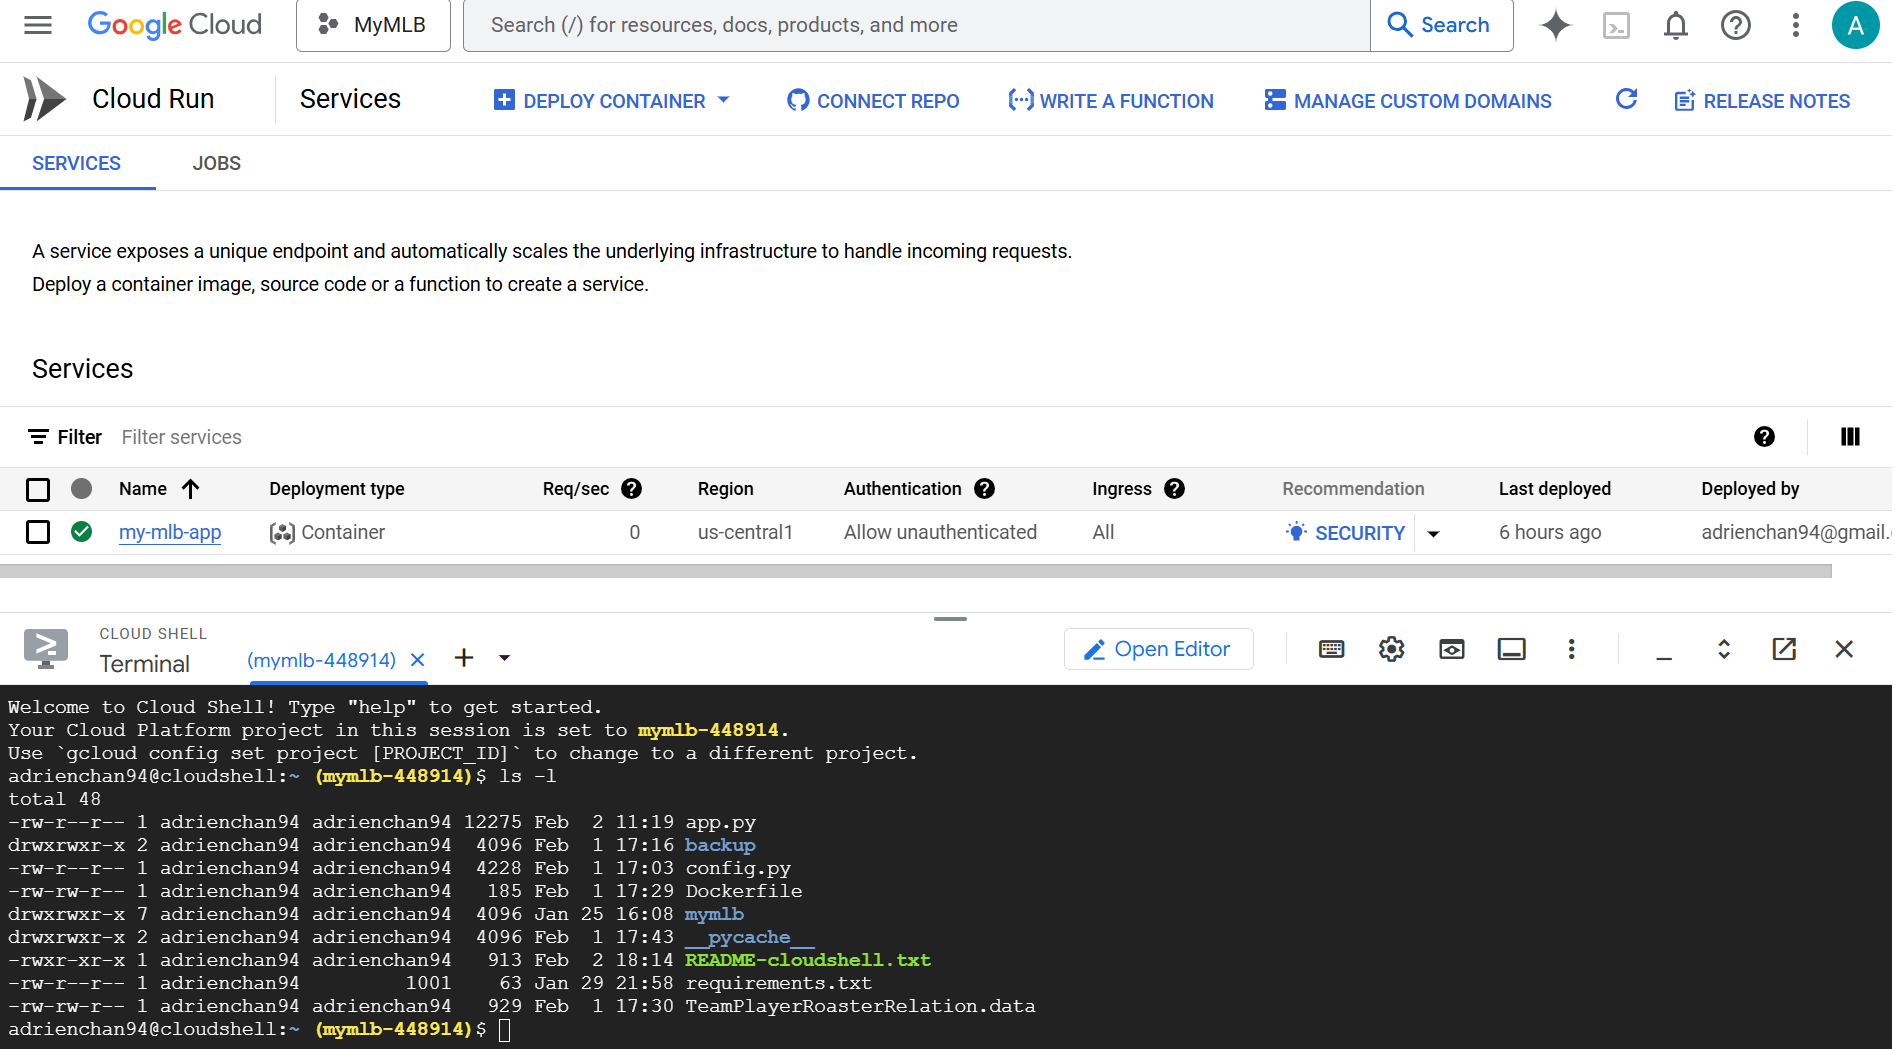 Google Cloud
MyMLB
Search (/) for resources, docs, products, and more
Search
A
Cloud Run
Services
DEPLOY CONTAINER
CONNECT REPO
WRITE A FUNCTION
MANAGE CUSTOM DOMAINS
RELEASE NOTES
SERVICES
JOBS
A service exposes a unique endpoint and automatically scales the underlying infrastructure to handle incoming requests.
Deploy a container image, source code or a function to create a service.
Services
Filter Filter services
Name Deployment type Req/sec Region Authentication Ingress Recommendation Last deployed Deployed by
my-mlb-app Container 0 us-central1 Allow unauthenticated All SECURITY 6 hours ago adrienchan94@gmail.
CLOUD SHELL
Terminal
(mymlb-448914)
Open Editor
Welcome to Cloud Shell! Type "help" to get started.
Your Cloud Platform project in this session is set to mymlb-448914.
Use `gcloud config set project [PROJECT_ID]` to change to a different project.
adrienchan94@cloudshell:~ (mymlb-448914)$ ls -l
total 48
-rw-r--r-- 1 adrienchan94 adrienchan94 12275 Feb  2 11:19 app.py
drwxrwxr-x 2 adrienchan94 adrienchan94  4096 Feb  1 17:16 backup
-rw-r--r-- 1 adrienchan94 adrienchan94  4228 Feb  1 17:03 config.py
-rw-rw-r-- 1 adrienchan94 adrienchan94   185 Feb  1 17:29 Dockerfile
drwxrwxr-x 7 adrienchan94 adrienchan94  4096 Jan 25 16:08 mymlb
drwxrwxr-x 2 adrienchan94 adrienchan94  4096 Feb  1 17:43 __pycache__
-rwxr-xr-x 1 adrienchan94 adrienchan94   913 Feb  2 18:14 README-cloudshell.txt
-rw-r--r-- 1 adrienchan94         1001    63 Jan 29 21:58 requirements.txt
-rw-rw-r-- 1 adrienchan94 adrienchan94   929 Feb  1 17:30 TeamPlayerRoasterRelation.data
adrienchan94@cloudshell:~ (mymlb-448914)$